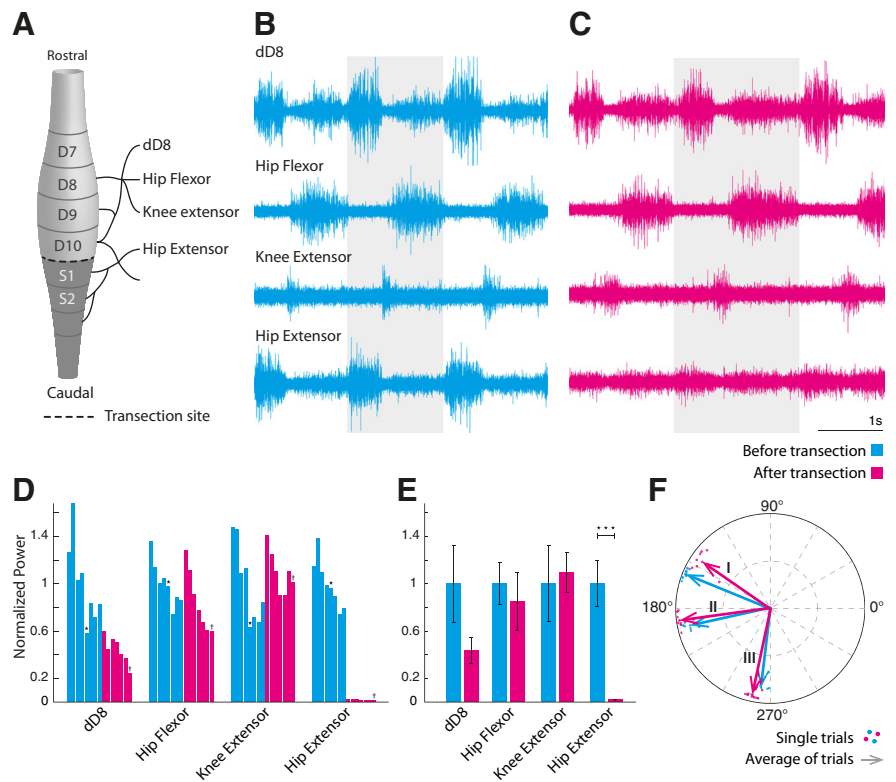 A
Rostral
D7
D8
D9
D10
S1
S2
dD8
Hip Flexor
Knee extensor
Hip Extensor
Caudal
Transection site
B
dD8
Hip Flexor
Knee Extensor
Hip Extensor
C
1s
Before transection
After transection
D
Normalized Power
1.4
1
0.6
0.2
0
*
†
*
†
*
†
*
†
dD8
Hip Flexor
Knee Extensor
Hip Extensor
E
1.4
1
0.6
0.2
0
***
dD8
Hip Flexor
Knee Extensor
Hip Extensor
F
90°
180°
0°
270°
I
II
III
Single trials
Average of trials